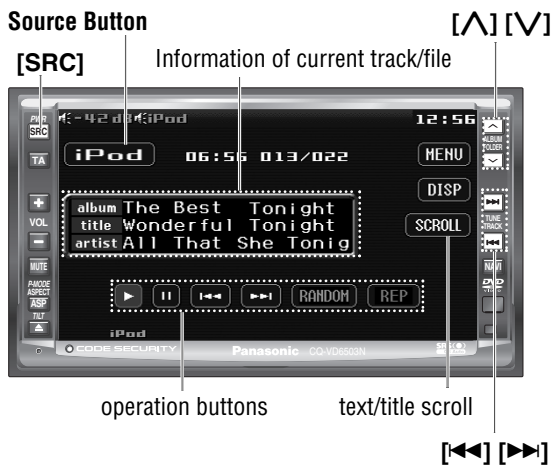 Source Button
[SRC]
Information of current track/file
[∧] [∨]
PWR
SRC
TA
+
VOL
−
MUTE
P·MODE
ASPECT
ASP
TILT
-42dB iPod
12:56
iPod
06:56 013/022
MENU
DISP
SCROLL
album The Best Tonight
title Wonderful Tonight
artist All That She Tonig
RANDOM
REP
iPod
ALBUM
FOLDER
TUNE
TRACK
NAVI
DVD
CODE SECURITY
Panasonic CQ-VD6503N
operation buttons
text/title scroll
[⏮] [⏭]